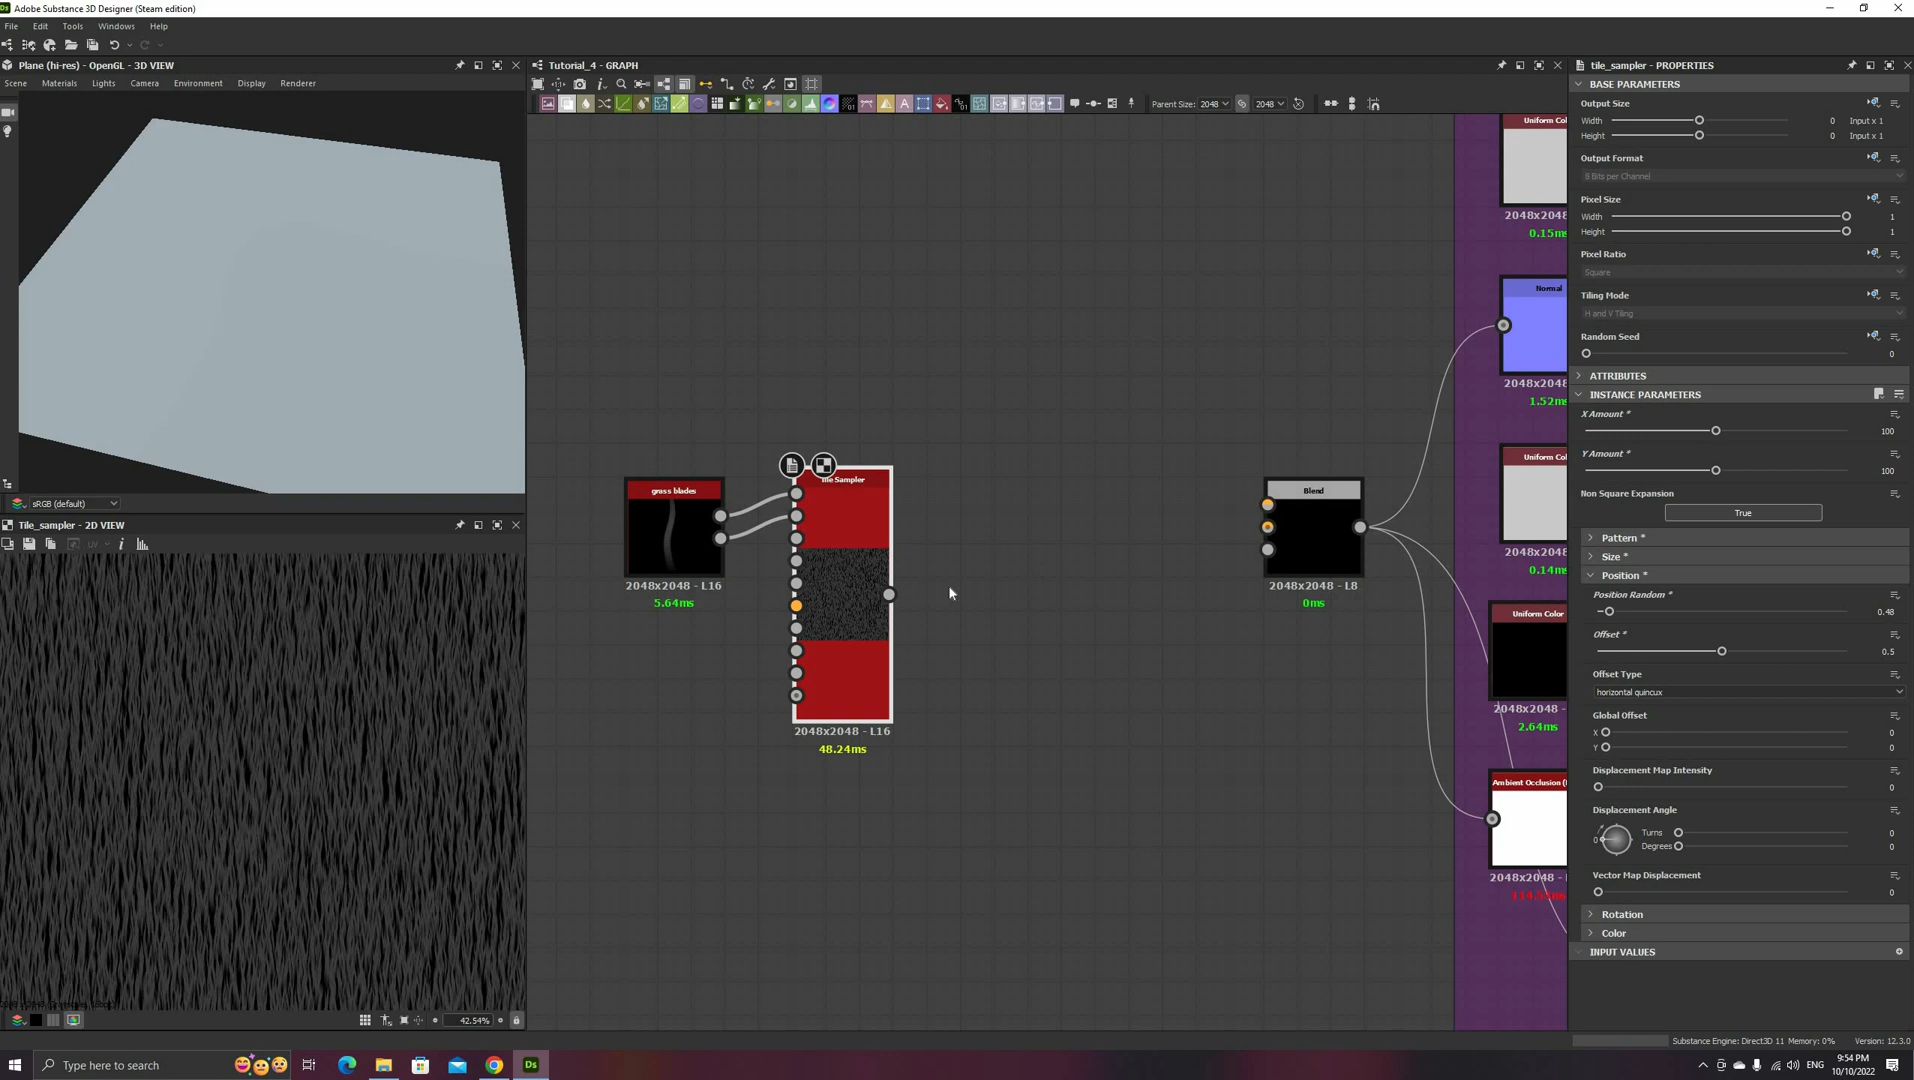 Adobe Substance 3D Designer (Steam edition)
File Edit Tools Windows Help
Plane (hi-res) - OpenGL - 3D VIEW
Scene Materials Lights Camera Environment Display Renderer
sRGB (default)
Tile_sampler - 2D VIEW
UV
42.54%
Tutorial_4 - GRAPH
Parent Size: 2048 2048
grass blades
2048x2048 - L16
5.64ms
Tile Sampler
2048x2048 - L16
48.24ms
Blend
2048x2048 - L8
0ms
Uniform Col
2048x2048
0.15ms
Normal
2048x2048
1.52ms
Uniform Col
2048x2048
0.14ms
Uniform Color
2048x2048 -
2.64ms
Ambient Occlusion (
2048x2048 -
tile_sampler - PROPERTIES
BASE PARAMETERS
Output Size
Width 0 Input x 1
Height 0 Input x 1
Output Format
8 Bits per Channel
Pixel Size
Width 1
Height 1
Pixel Ratio
Square
Tiling Mode
H and V Tiling
Random Seed
0
ATTRIBUTES
INSTANCE PARAMETERS
X Amount *
100
Y Amount *
100
Non Square Expansion
True
Pattern *
Size *
Position *
Position Random *
0.48
Offset *
0.5
Offset Type
horizontal quincux
Global Offset
X 0
Y 0
Displacement Map Intensity
0
Displacement Angle
0 Turns 0
Degrees 0
Vector Map Displacement
0
Rotation
Color
INPUT VALUES
Substance Engine: Direct3D 11 Memory: 0% Version: 12.3.0
Type here to search
Ds
ENG
9:54 PM
10/10/2022